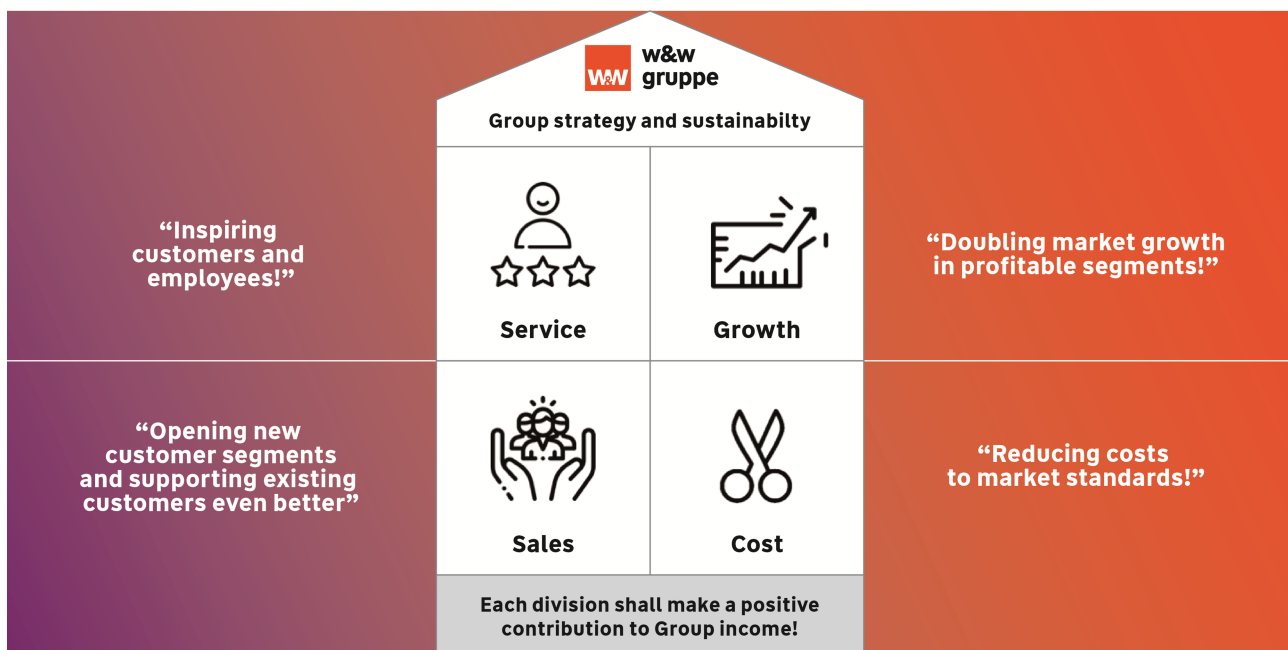 W&W
w&w
gruppe
Group strategy and sustainabilty
“Inspiring
customers and
employees!”
Service
Growth
“Doubling market growth
in profitable segments!”
“Opening new
customer segments
and supporting existing
customers even better”
Sales
Cost
“Reducing costs
to market standards!”
Each division shall make a positive
contribution to Group income!